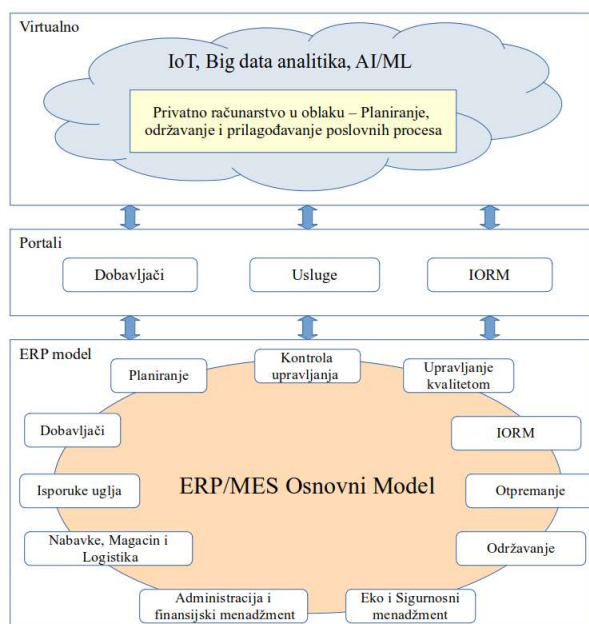 Virtualno
IoT, Big data analitika, AI/ML
Privatno računarstvo u oblaku – Planiranje,
održavanje i prilagođavanje poslovnih procesa
Portali
Dobavljači
Usluge
IORM
ERP model
Kontrola
upravljanja
Planiranje
Upravljanje
kvalitetom
Dobavljači
IORM
Isporuke uglja
ERP/MES Osnovni Model
Otpremanje
Nabavke, Magacin i
Logistika
Održavanje
Administracija i
finansijski menadžment
Eko i Sigurnosni
menadžment